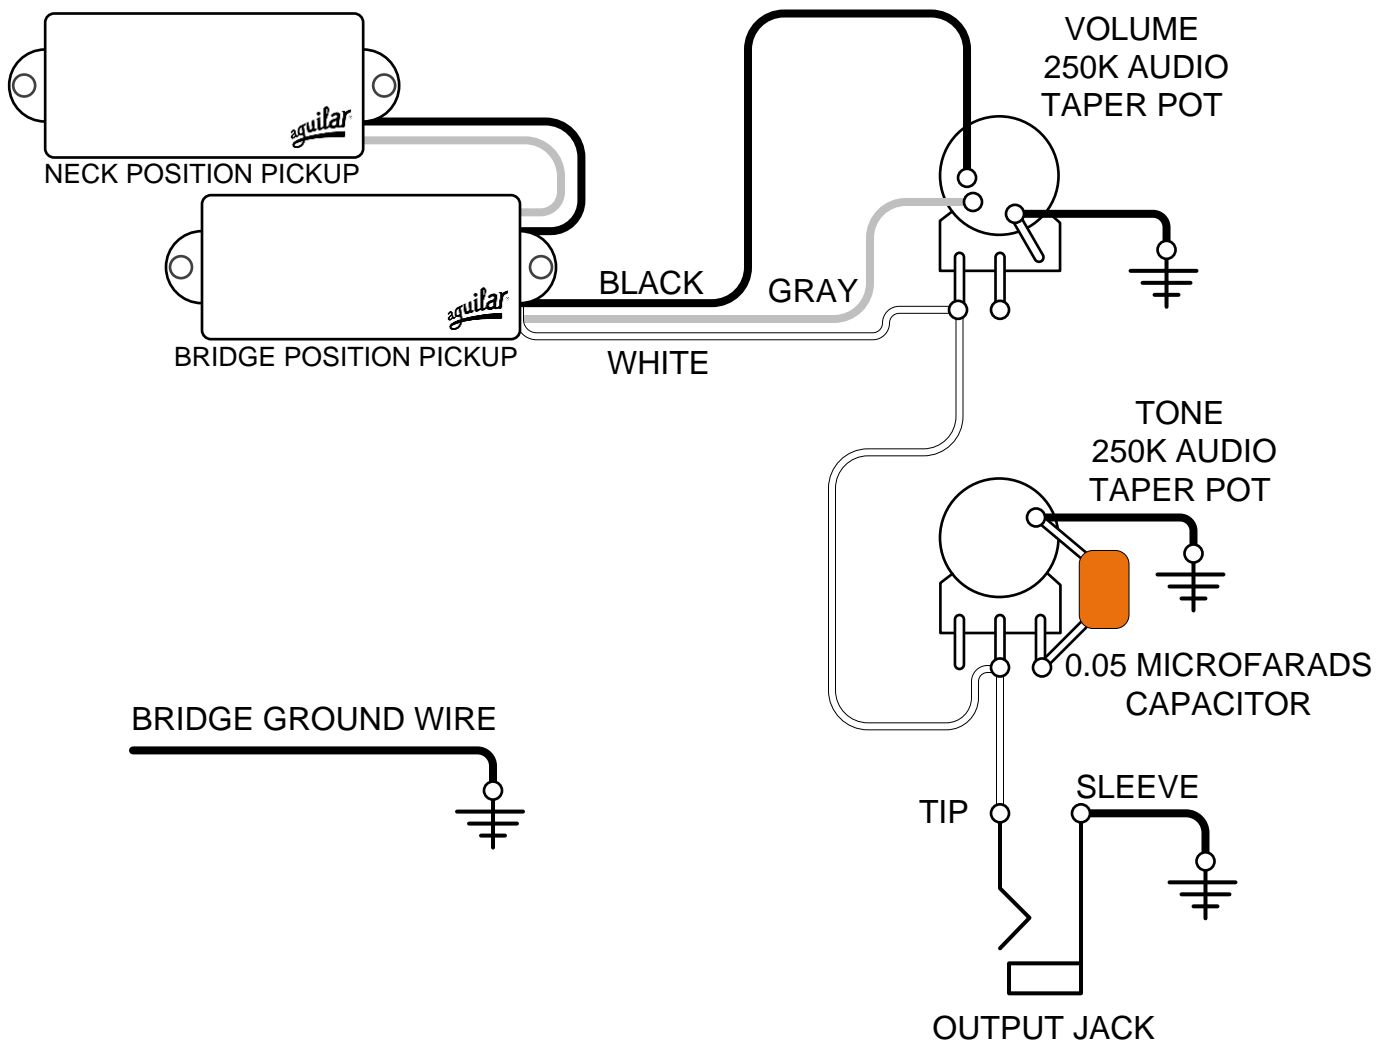 VOLUME
250K AUDIO
TAPER POT
aguilar
NECK POSITION PICKUP
BLACK
GRAY
aguilar
BRIDGE POSITION PICKUP
WHITE
TONE
250K AUDIO
TAPER POT
0.05 MICROFARADS
CAPACITOR
BRIDGE GROUND WIRE
SLEEVE
TIP
OUTPUT JACK